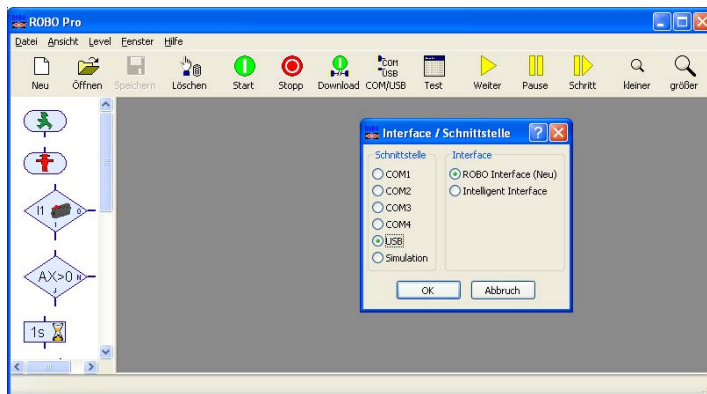 ROBO Pro
Datei Ansicht Level Fenster Hilfe
COM
USB
Neu Öffnen Speichern Löschen Start Stopp Download COM/USB Test Weiter Pause Schritt kleiner größer
Interface / Schnittstelle
Schnittstelle Interface
COM1 ROBO Interface (Neu)
COM2 Intelligent Interface
COM3
COM4
USB
Simulation
OK Abbruch
I1
AX>0 N
J
1s